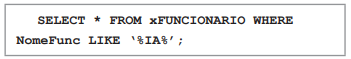 SELECT * FROM xFUNCIONARIO WHERE
NomeFunc LIKE ‘%IA%’;